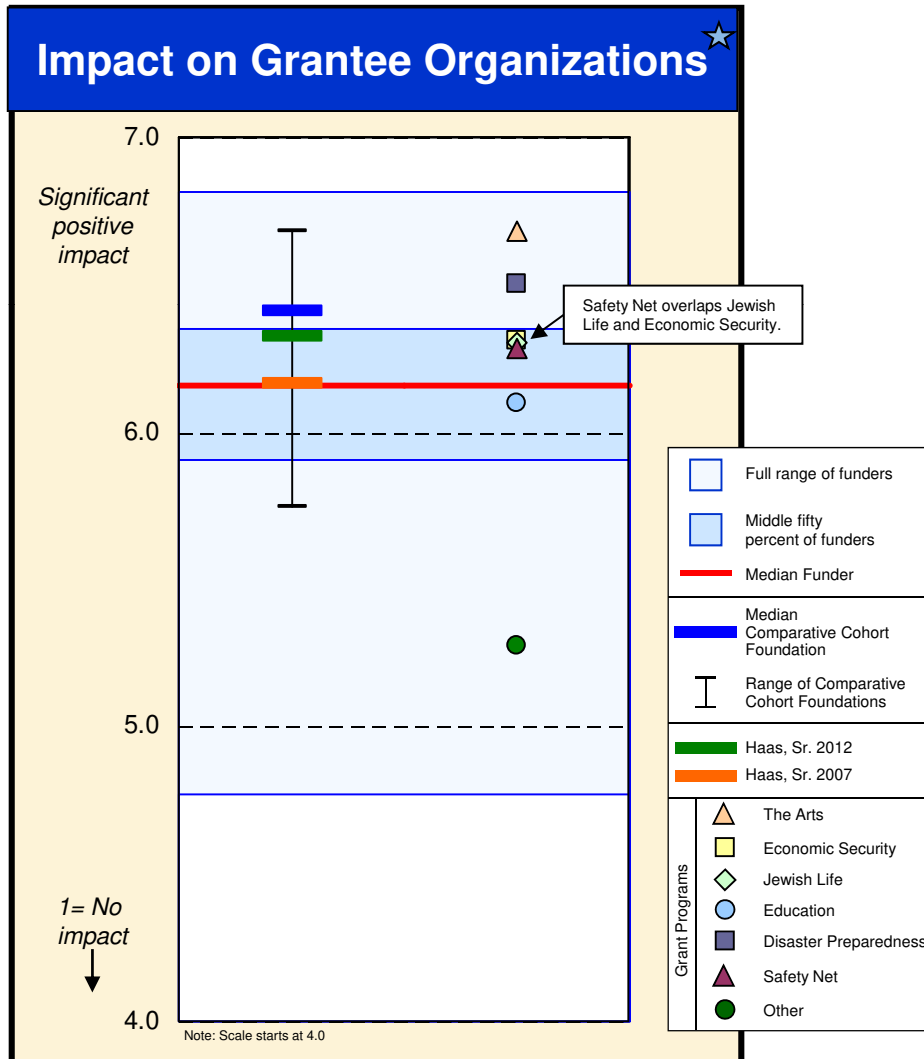 Impact on Grantee Organizations
7.0
Significant
positive
impact
Safety Net overlaps Jewish
Life and Economic Security.
6.0
5.0
1= No
impact
4.0
Note: Scale starts at 4.0
Full range of funders
Middle fifty
percent of funders
Median Funder
Median
Comparative Cohort
Foundation
Range of Comparative
Cohort Foundations
Haas, Sr. 2012
Haas, Sr. 2007
Grant Programs
The Arts
Economic Security
Jewish Life
Education
Disaster Preparedness
Safety Net
Other